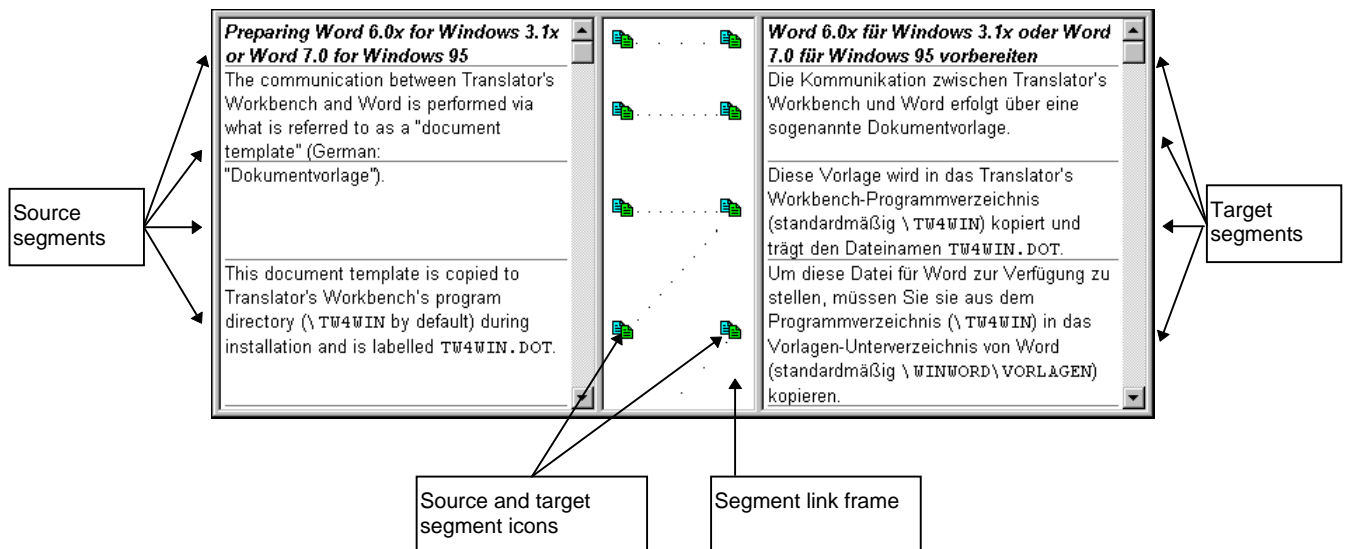 Preparing Word 6.0x for Windows 3.1x
or Word 7.0 for Windows 95
The communication between Translator's
Workbench and Word is performed via
what is referred to as a "document
template" (German:
"Dokumentvorlage").
This document template is copied to
Translator's Workbench's program
directory (\TW4WIN by default) during
installation and is labelled TW4WIN.DOT.
Word 6.0x für Windows 3.1x oder Word
7.0 für Windows 95 vorbereiten
Die Kommunikation zwischen Translator's
Workbench und Word erfolgt über eine
sogenannte Dokumentvorlage.
Diese Vorlage wird in das Translator's
Workbench-Programmverzeichnis
(standardmäßig \TW4WIN) kopiert und
trägt den Dateinamen TW4WIN.DOT.
Um diese Datei für Word zur Verfügung zu
stellen, müssen Sie sie aus dem
Programmverzeichnis (\TW4WIN) in das
Vorlagen-Unterverzeichnis von Word
(standardmäßig \WINWORD\VORLAGEN)
kopieren.
Source
segments
Target
segments
Source and target
segment icons
Segment link frame